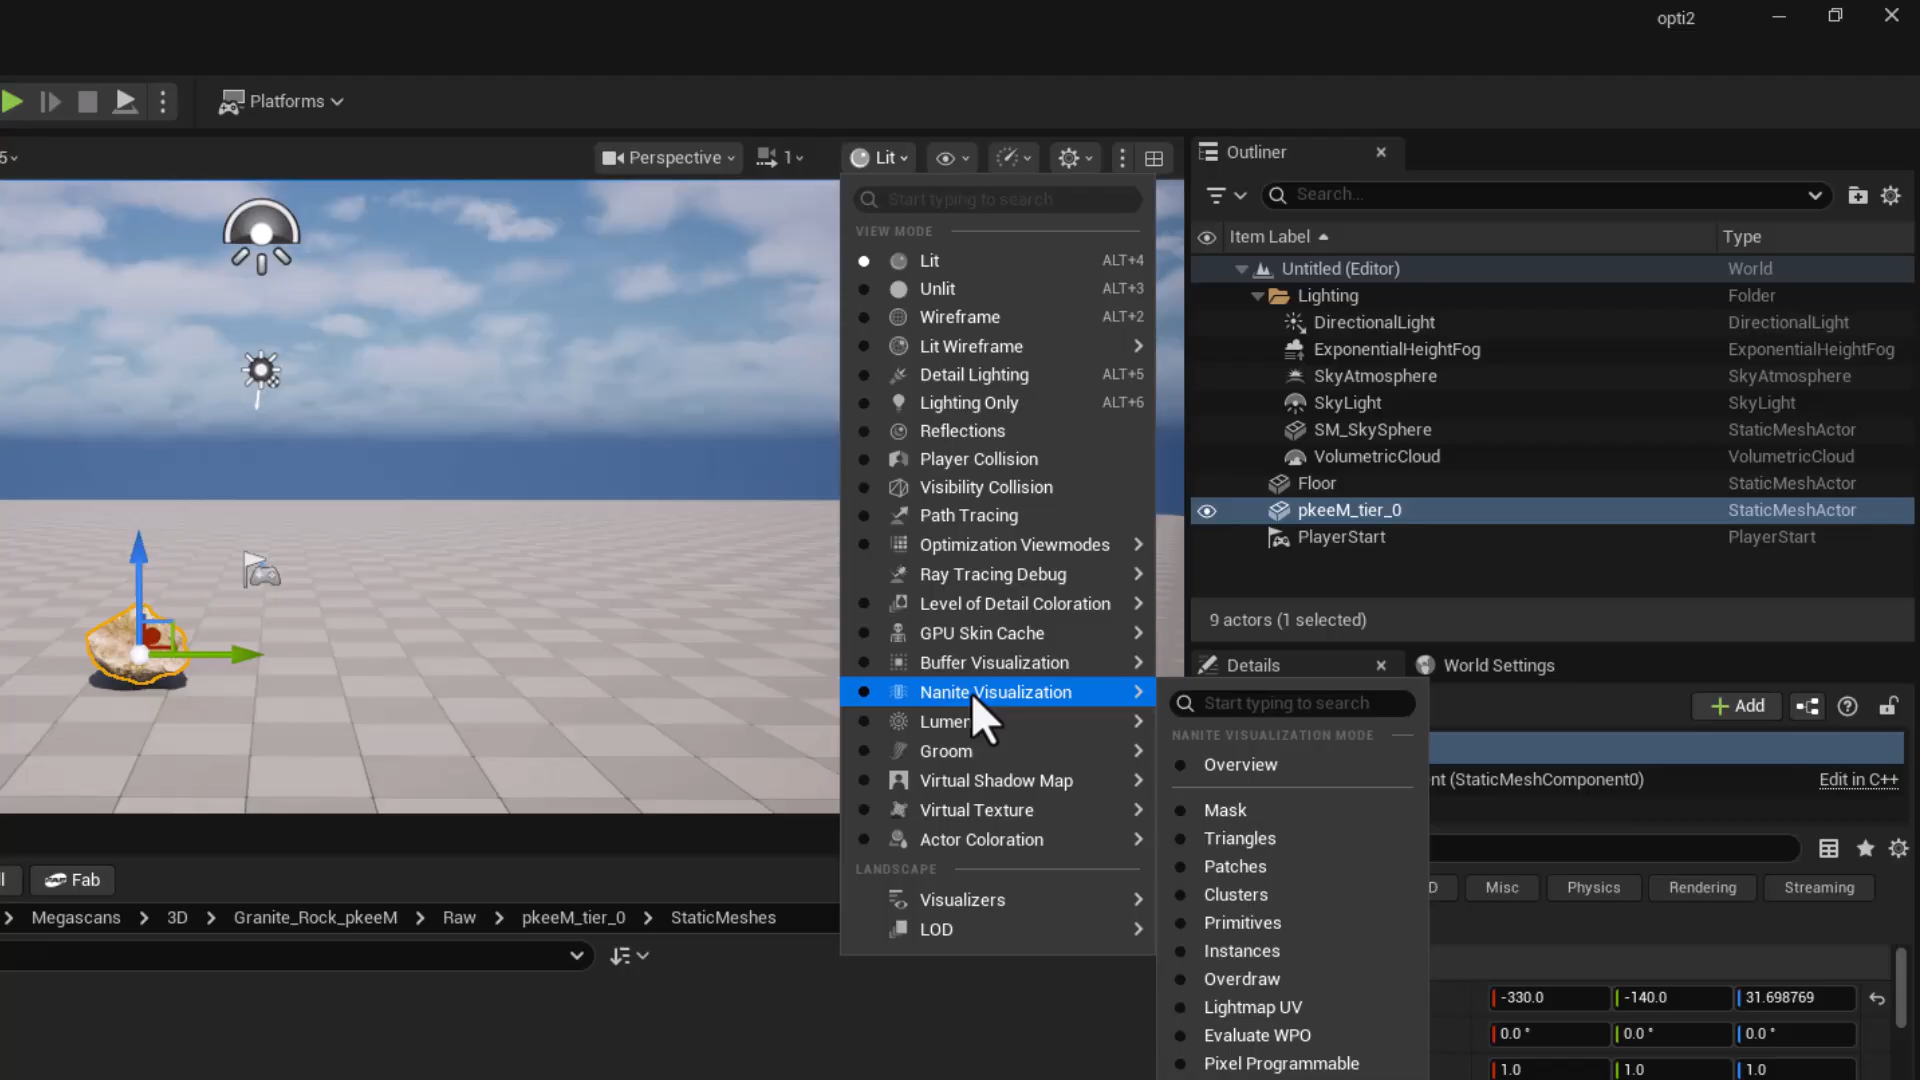 opti2
Platforms
5
Perspective
1
Lit
Start typing to search
VIEW MODE
Lit ALT+4
Unlit ALT+3
Wireframe ALT+2
Lit Wireframe
Detail Lighting ALT+5
Lighting Only ALT+6
Reflections
Player Collision
Visibility Collision
Path Tracing
Optimization Viewmodes
Ray Tracing Debug
Level of Detail Coloration
GPU Skin Cache
Buffer Visualization
Nanite Visualization
Lumen
Groom
Virtual Shadow Map
Virtual Texture
Actor Coloration
LANDSCAPE
Visualizers
LOD
Start typing to search
NANITE VISUALIZATION MODE
Overview
Mask
Triangles
Patches
Clusters
Primitives
Instances
Overdraw
Lightmap UV
Evaluate WPO
Pixel Programmable
Outliner
Search...
Item Label Type
Untitled (Editor) World
Lighting Folder
DirectionalLight DirectionalLight
ExponentialHeightFog ExponentialHeightFog
SkyAtmosphere SkyAtmosphere
SkyLight SkyLight
SM_SkySphere StaticMeshActor
VolumetricCloud VolumetricCloud
Floor StaticMeshActor
pkeeM_tier_0 StaticMeshActor
PlayerStart PlayerStart
9 actors (1 selected)
Details World Settings
Add
nt (StaticMeshComponent0) Edit in C++
D Misc Physics Rendering Streaming
-330.0 -140.0 31.698769
0.0 ° 0.0 ° 0.0 °
1.0 1.0 1.0
Fab
Megascans 3D Granite_Rock_pkeeM Raw pkeeM_tier_0 StaticMeshes